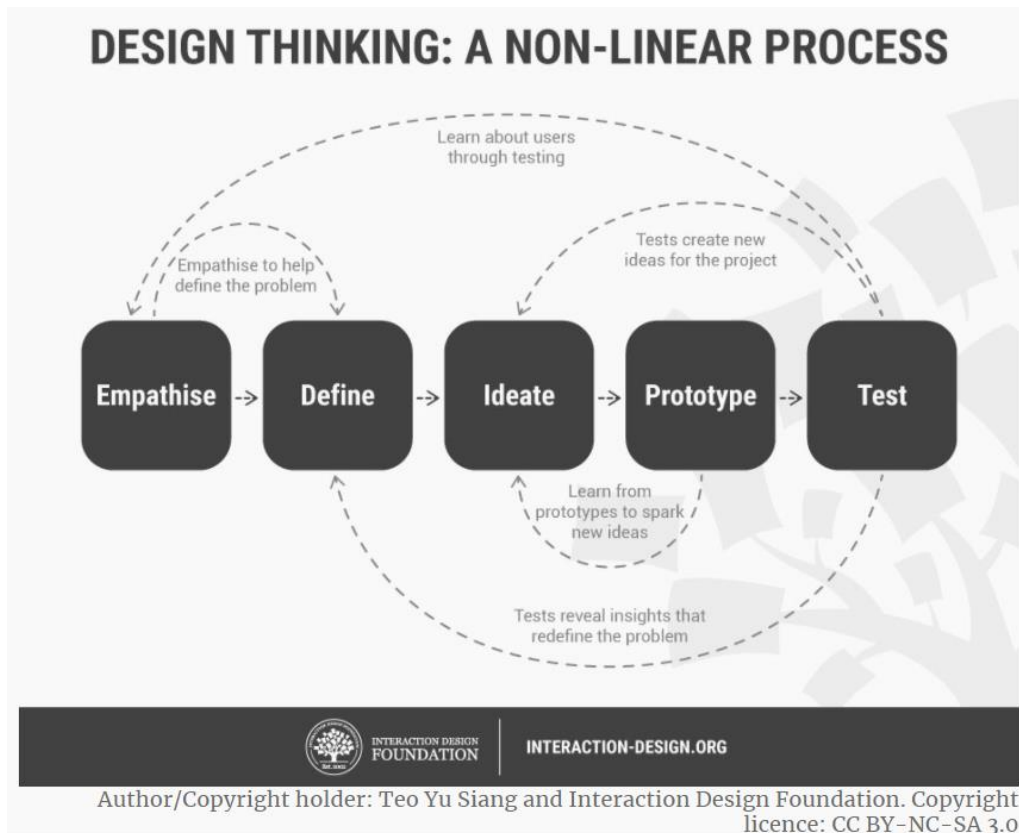 DESIGN THINKING: A NON-LINEAR PROCESS
Learn about users
through testing
Empathise to help
define the problem
Tests create new
ideas for the project
Empathise
Define
Ideate
Prototype
Test
Learn from
prototypes to spark
new ideas
Tests reveal insights that
redefine the problem
INTERACTION DESIGN
FOUNDATION
INTERACTION-DESIGN.ORG
Author/Copyright holder: Teo Yu Siang and Interaction Design Foundation. Copyright
licence: CC BY-NC-SA 3.0